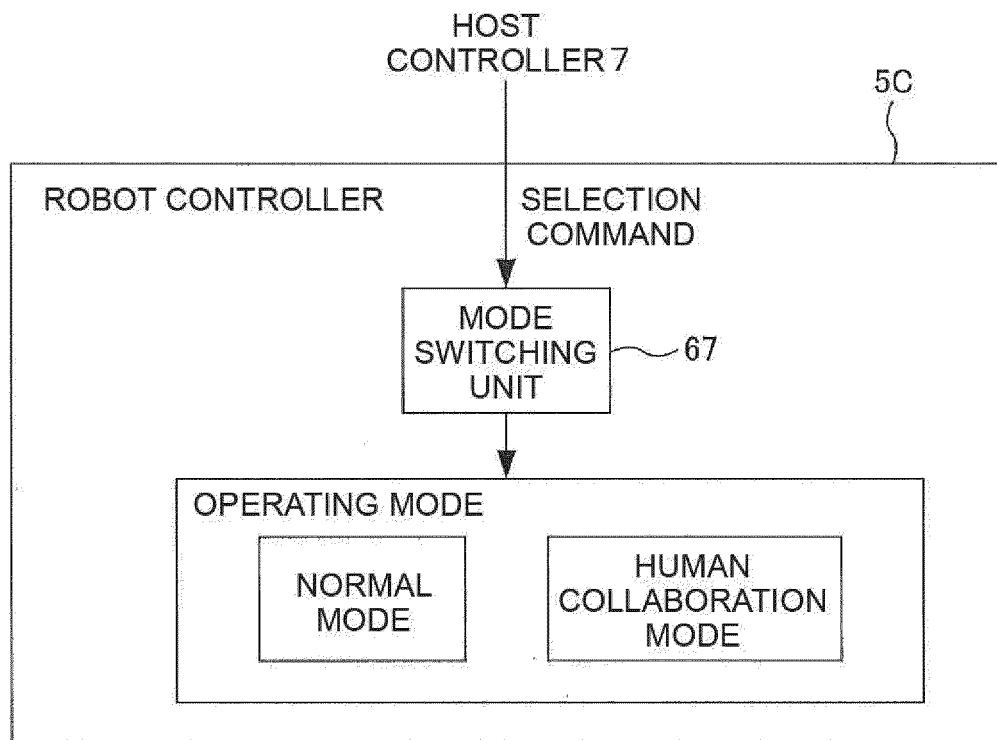 HOST
CONTROLLER 7
5C
ROBOT CONTROLLER
SELECTION
COMMAND
MODE
SWITCHING
UNIT
67
OPERATING MODE
NORMAL
MODE
HUMAN
COLLABORATION
MODE